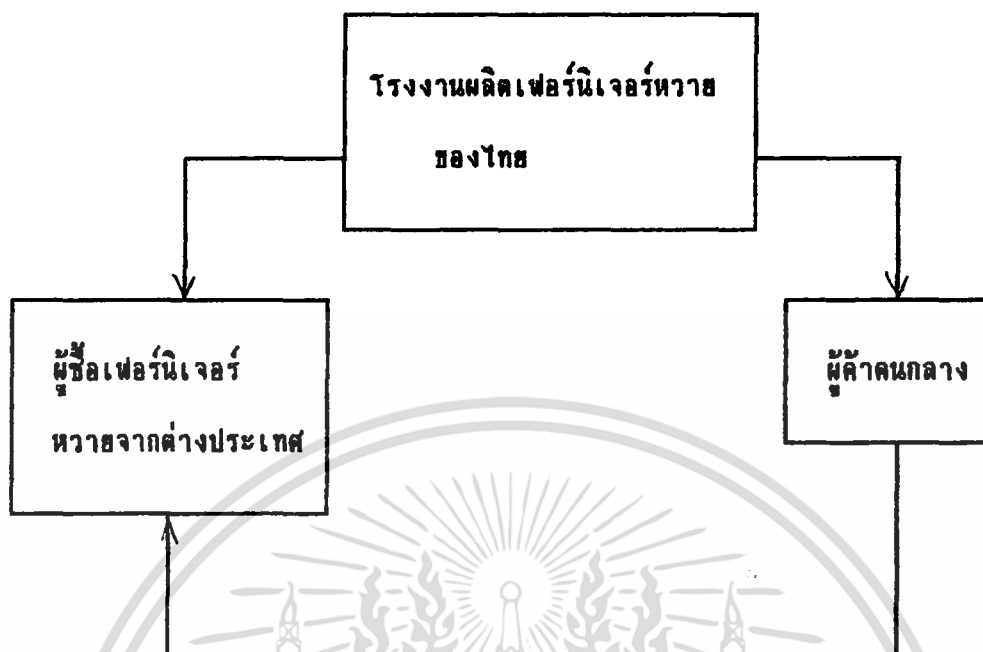 โรงงานผลิตเฟอร์นิเจอร์หวาย
ของไทย
ผู้ซื้อเฟอร์นิเจอร์
หวายจากต่างประเทศ
ผู้ค้าคนกลาง